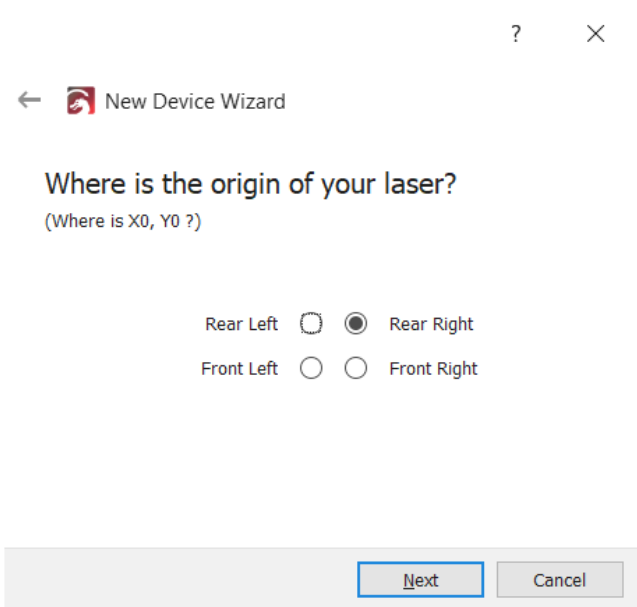 ?
New Device Wizard
Where is the origin of your laser?
(Where is X0, Y0 ?)
Rear Left Rear Right
Front Left Front Right
Next Cancel